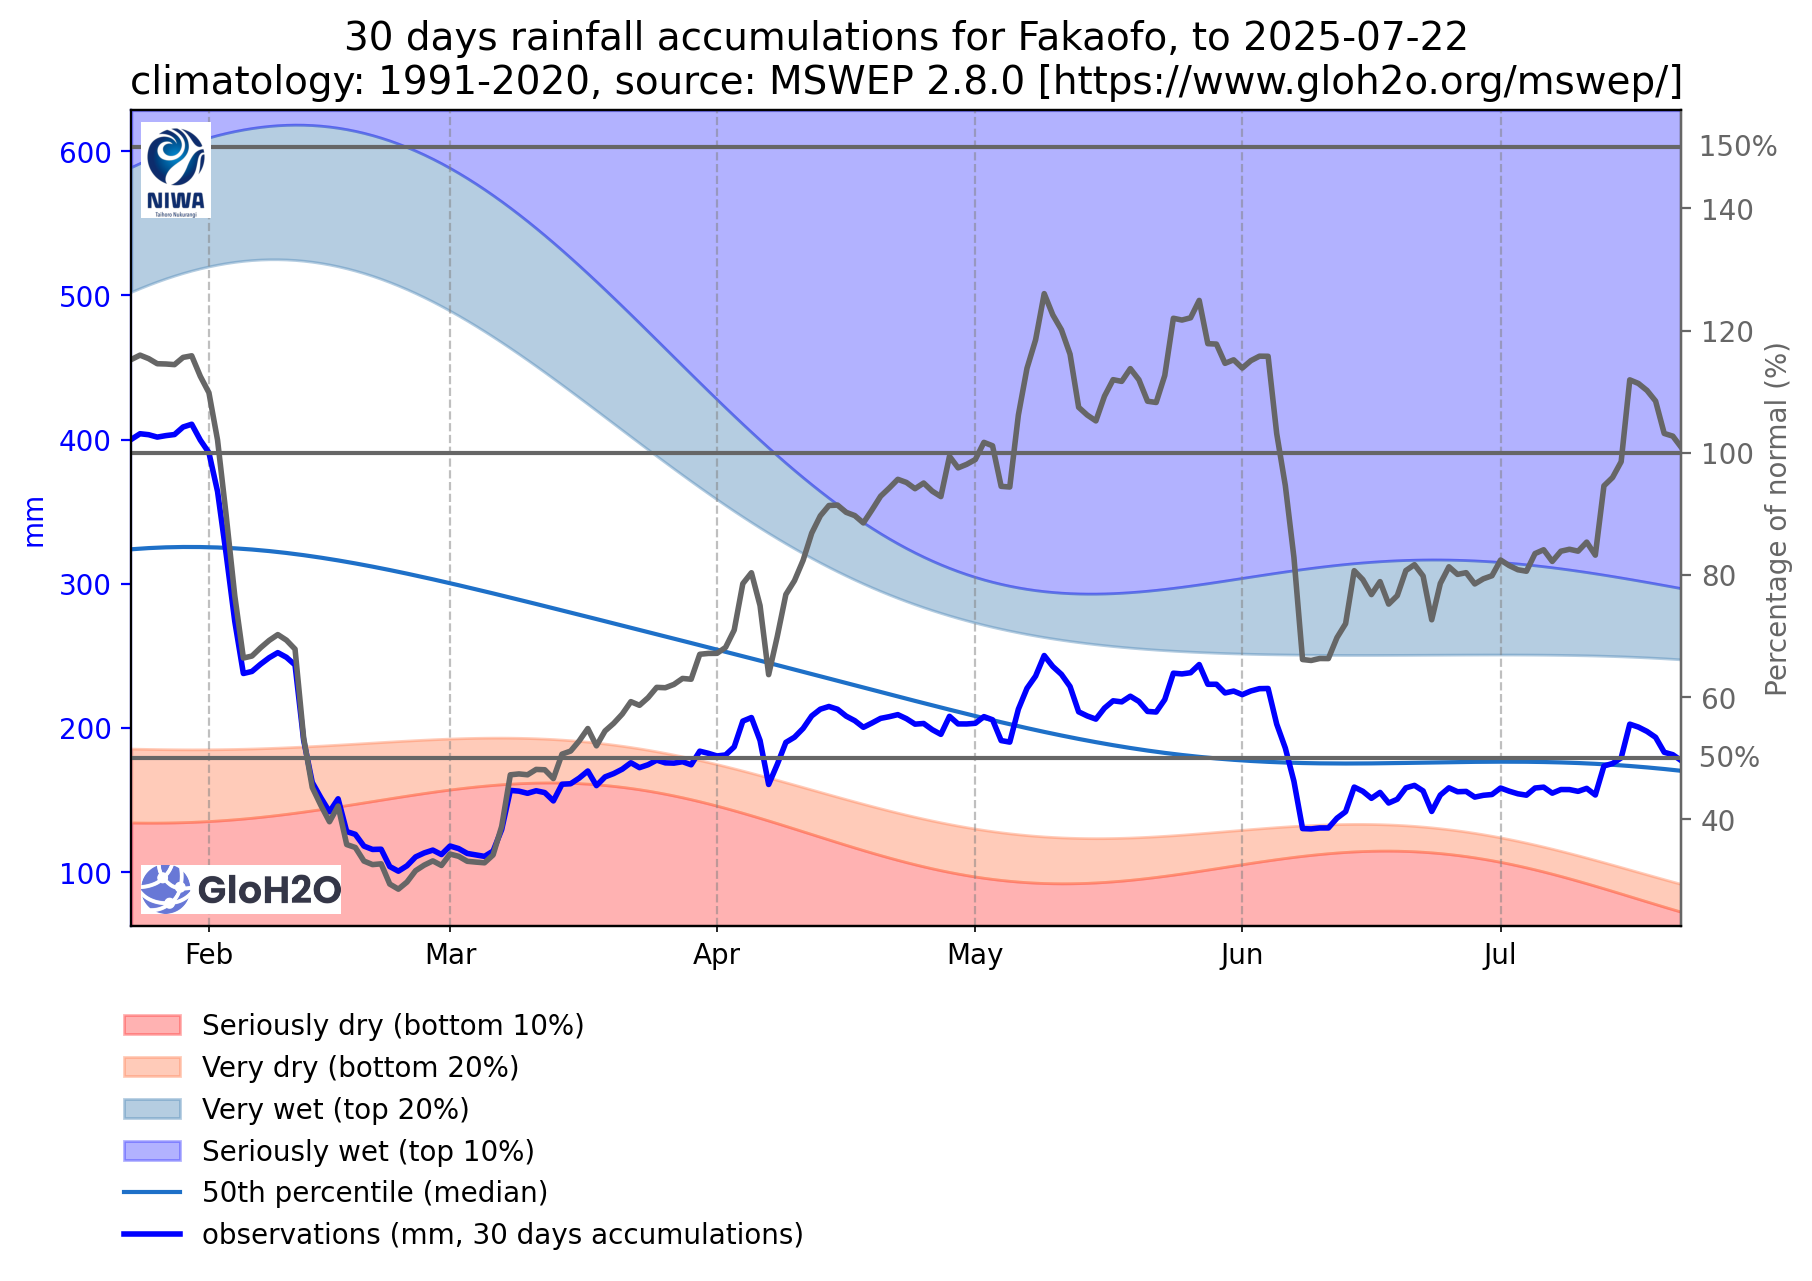 30 days rainfall accumulations for Fakaofo, to 2025-07-22
climatology: 1991-2020, source: MSWEP 2.8.0 [https://www.gloh2o.org/mswep/]
NIWA
Taihoro Nukurangi
600
500
400
300
200
100
mm
150%
140
120
100
80
60
50%
40
Percentage of normal (%)
GloH2O
Feb
Mar
Apr
May
Jun
Jul
Seriously dry (bottom 10%)
Very dry (bottom 20%)
Very wet (top 20%)
Seriously wet (top 10%)
50th percentile (median)
observations (mm, 30 days accumulations)